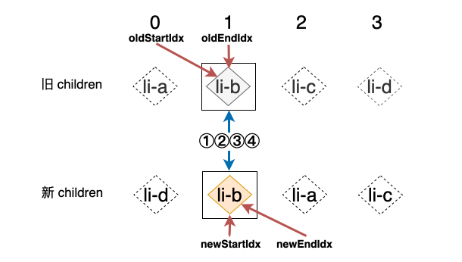 0 1 2 3
oldStartIdx oldEndIdx
旧 children li-a li-b li-c li-d
①②③④
新 children li-d li-b li-a li-c
newStartIdx newEndIdx